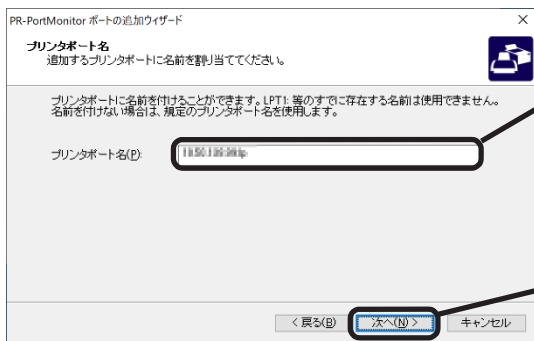 PR-PortMonitor ポートの追加ウィザード
プリンタポート名
追加するプリンタポートに名前を割り当ててください。
プリンタポートに名前を付けることができます。LPT1: 等のすでに存在する名前は使用できません。
名前を付けない場合は、規定のプリンタポート名を使用します。
プリンタポート名(P):
< 戻る(B)
次へ(N) >
キャンセル